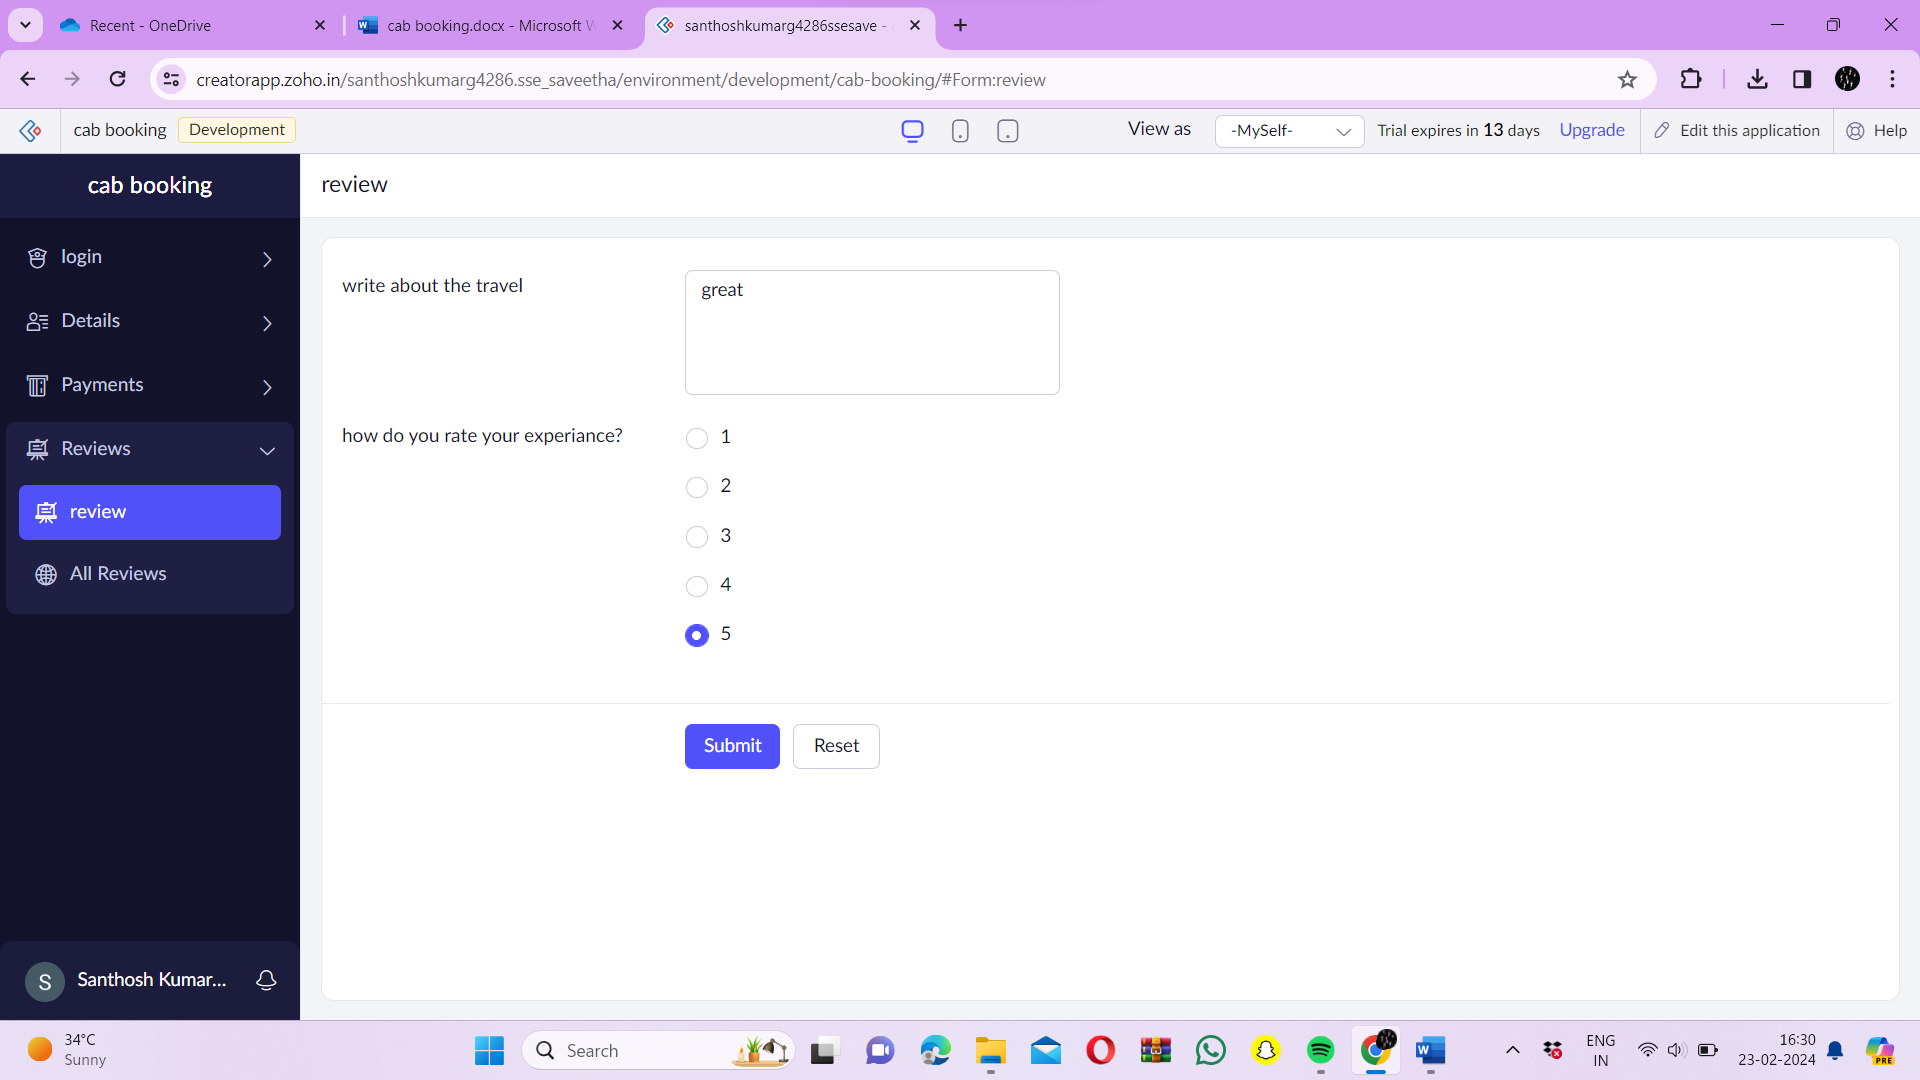 Recent - OneDrive
cab booking.docx - Microsoft W
santhoshkumarg4286ssesave -
creatorapp.zoho.in/santhoshkumarg4286.sse_saveetha/environment/development/cab-booking/#Form:review
cab booking
Development
View as
-MySelf-
Trial expires in 13 days
Upgrade
Edit this application
Help
cab booking
review
login
Details
Payments
Reviews
review
All Reviews
write about the travel
great
how do you rate your experiance?
1
2
3
4
5
Submit
Reset
S
Santhosh Kumar...
34°C
Sunny
Search
ENG
IN
16:30
23-02-2024
PRE